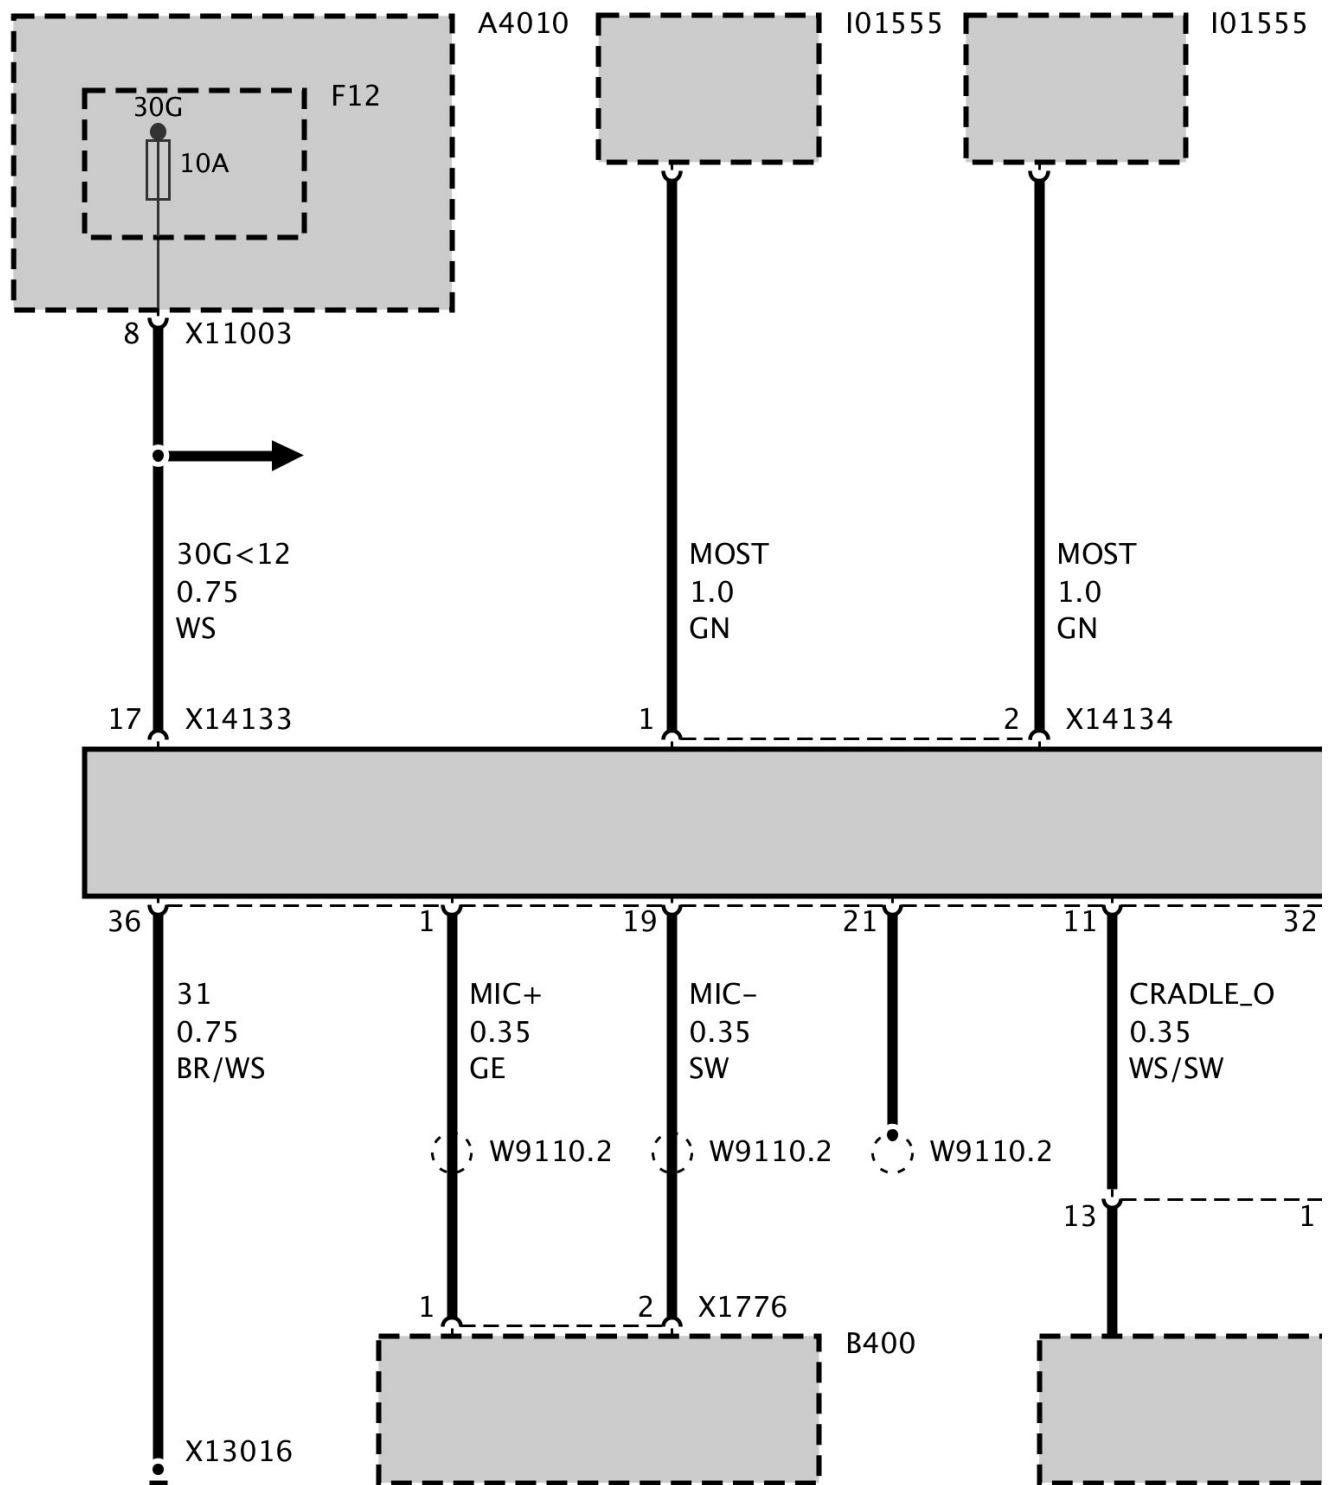 A4010
I01555
I01555
F12
30G
10A
8 X11003
30G<12
0.75
WS
MOST
1.0
GN
MOST
1.0
GN
17 X14133
1
2 X14134
36
1
19
21
11
32
31
0.75
BR/WS
MIC+
0.35
GE
MIC-
0.35
SW
CRADLE_O
0.35
WS/SW
W9110.2
W9110.2
W9110.2
13
1
1
2 X1776
B400
X13016